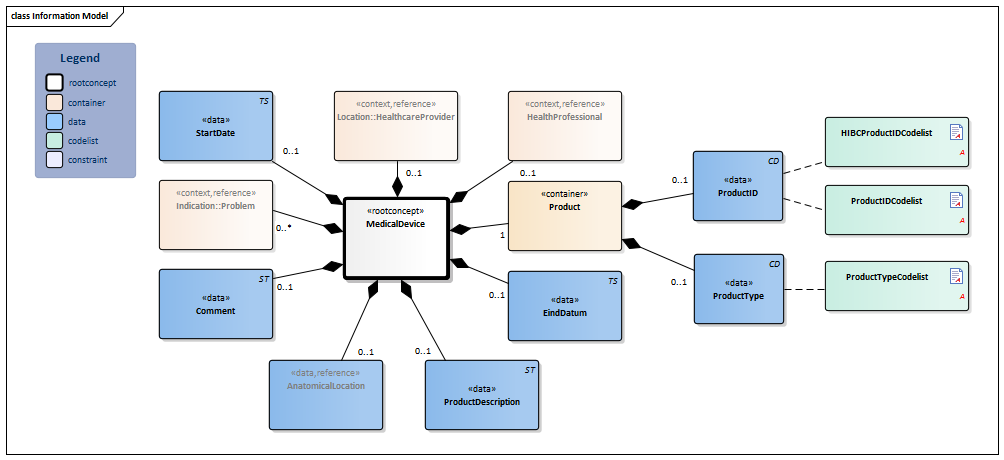 class Information Model
Legend
rootconcept
container
data
codelist
constraint
TS
«data»
StartDate
0..1
«context,reference»
Location::HealthcareProvider
0..1
«context,reference»
HealthProfessional
0..1
«context,reference»
Indication::Problem
0..*
«rootconcept»
MedicalDevice
«container»
Product
1
CD
«data»
ProductID
0..1
HIBCProductIDCodelist
A
ProductIDCodelist
A
ST
«data»
Comment
0..1
TS
«data»
EindDatum
0..1
CD
«data»
ProductType
0..1
ProductTypeCodelist
A
«data,reference»
AnatomicalLocation
0..1
ST
«data»
ProductDescription
0..1